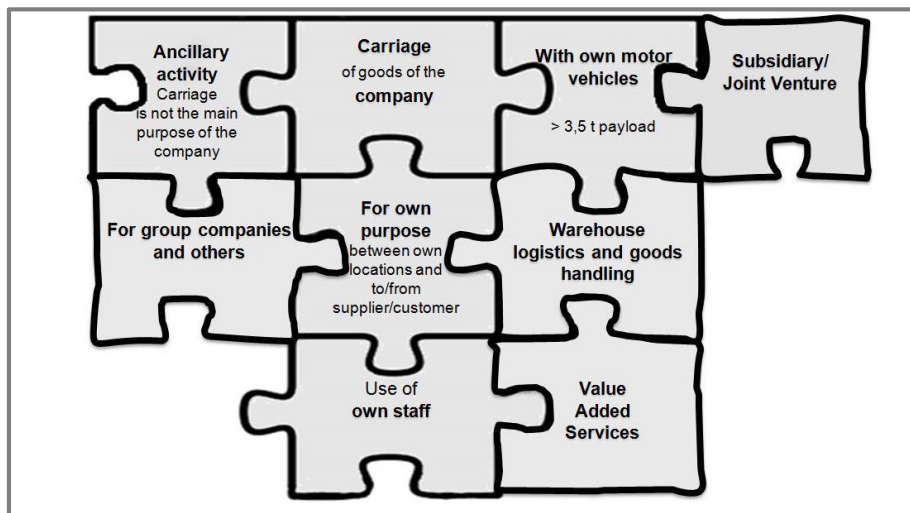 Ancillary
activity
Carriage
is not the main
purpose of the
company
Carriage
of goods of the
company
With own motor
vehicles
> 3,5 t payload
Subsidiary/
Joint Venture
For group companies
and others
For own
purpose
between own
locations and
to/from
supplier/customer
Warehouse
logistics and goods
handling
Use of
own staff
Value
Added
Services